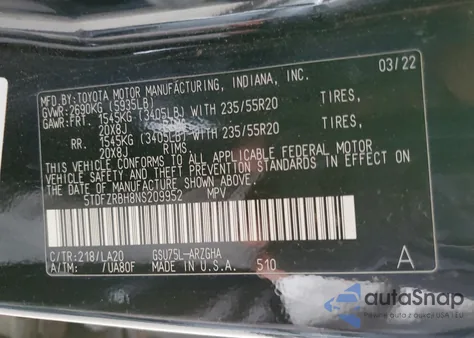 MFD.BY:TOYOTA MOTOR MANUFACTURING, INDIANA, INC. 03/22
GVWR:2690KG (5935LB)
GAWR:FRT. 1545KG (3405LB) WITH 235/55R20 TIRES,
20X8J RIMS
RR. 1545KG (3405LB) WITH 235/55R20 TIRES,
20X8J RIMS
THIS VEHICLE CONFORMS TO ALL APPLICABLE FEDERAL MOTOR
VEHICLE SAFETY AND THEFT PREVENTION STANDARDS IN EFFECT ON
THE DATE OF MANUFACTURE SHOWN ABOVE.
5TDFZRBH8NS209952 MPV
C/TR:218/LA20 GSU75L-ARZGHA
A/TM: /UA80F MADE IN U.S.A. 510 A
autoSnap